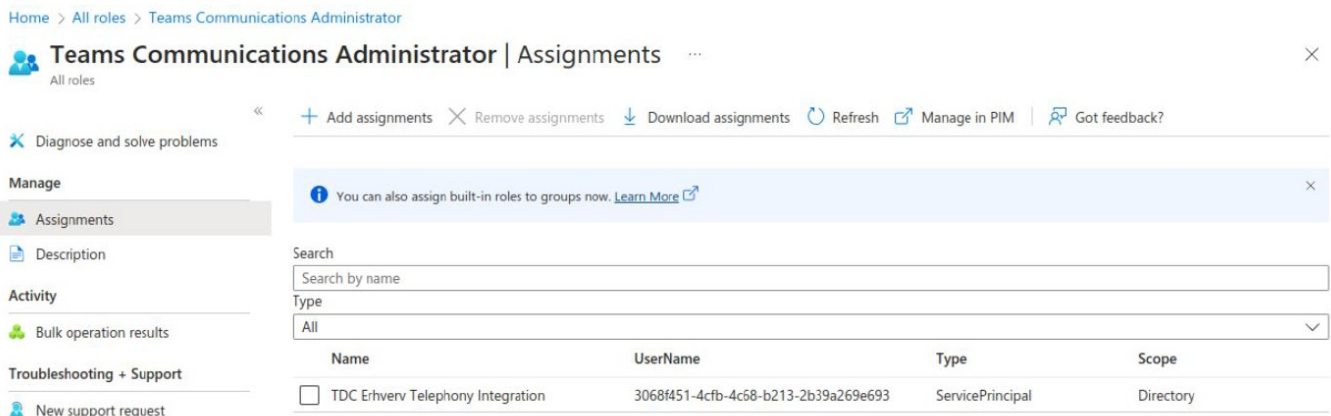 Home > All roles > Teams Communications Administrator
Teams Communications Administrator | Assignments ...
All roles
Diagnose and solve problems
Manage
Assignments
Description
Activity
Bulk operation results
Troubleshooting + Support
New support request
Add assignments Remove assignments Download assignments Refresh Manage in PIM Got feedback?
You can also assign built-in roles to groups now. Learn More
Search
Search by name
Type
All
Name UserName Type Scope
TDC Erhverv Telephony Integration 3068f451-4cfb-4c68-b213-2b39a269e693 ServicePrincipal Directory